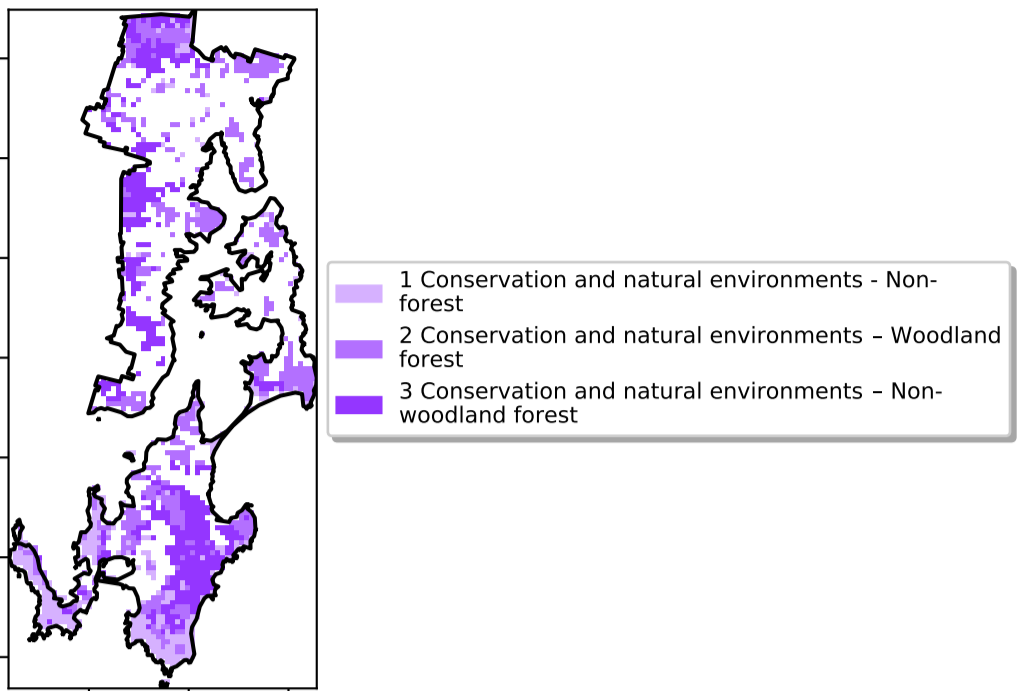 1 Conservation and natural environments - Non-
forest
2 Conservation and natural environments – Woodland
forest
3 Conservation and natural environments – Non-
woodland forest